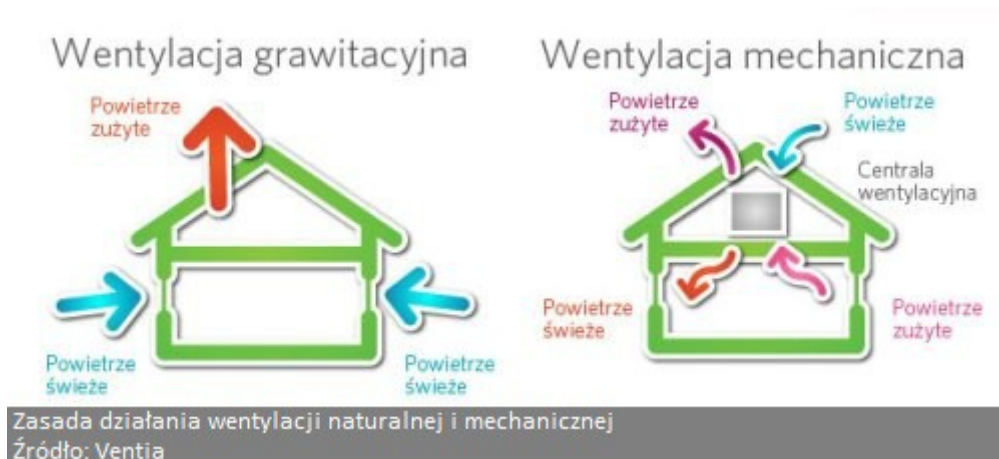 Wentylacja grawitacyjna
Powietrze
zużyte
Powietrze
świeże
Powietrze
świeże
Wentylacja mechaniczna
Powietrze
zużyte
Powietrze
świeże
Centrala
wentylacyjna
Powietrze
świeże
Powietrze
zużyte
Zasada działania wentylacji naturalnej i mechanicznej
Źródło: Ventia